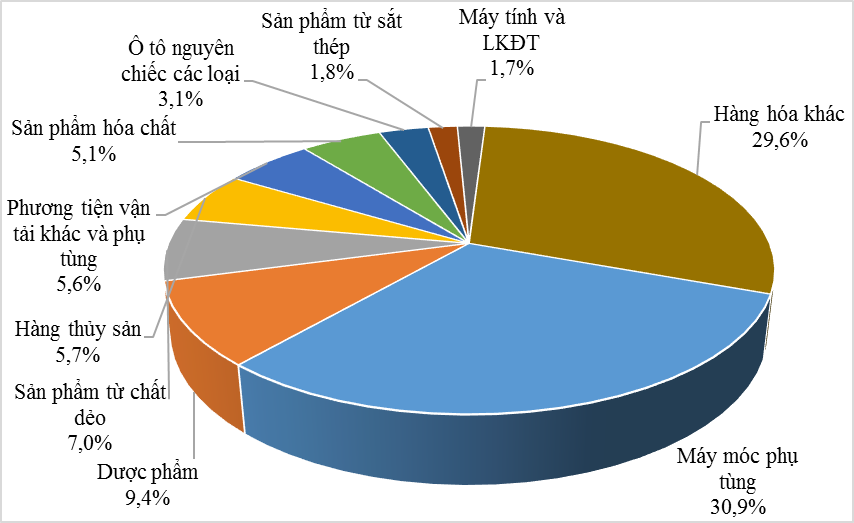 Sản phẩm từ sắt
thép
1,8%
Máy tính và
LKĐT
1,7%
Ô tô nguyên
chiếc các loại
3,1%
Hàng hóa khác
29,6%
Sản phẩm hóa chất
5,1%
Phương tiện vận
tải khác và phụ
tùng
5,6%
Hàng thủy sản
5,7%
Sản phẩm từ chất
dẻo
7,0%
Dược phẩm
9,4%
Máy móc phụ
tùng
30,9%